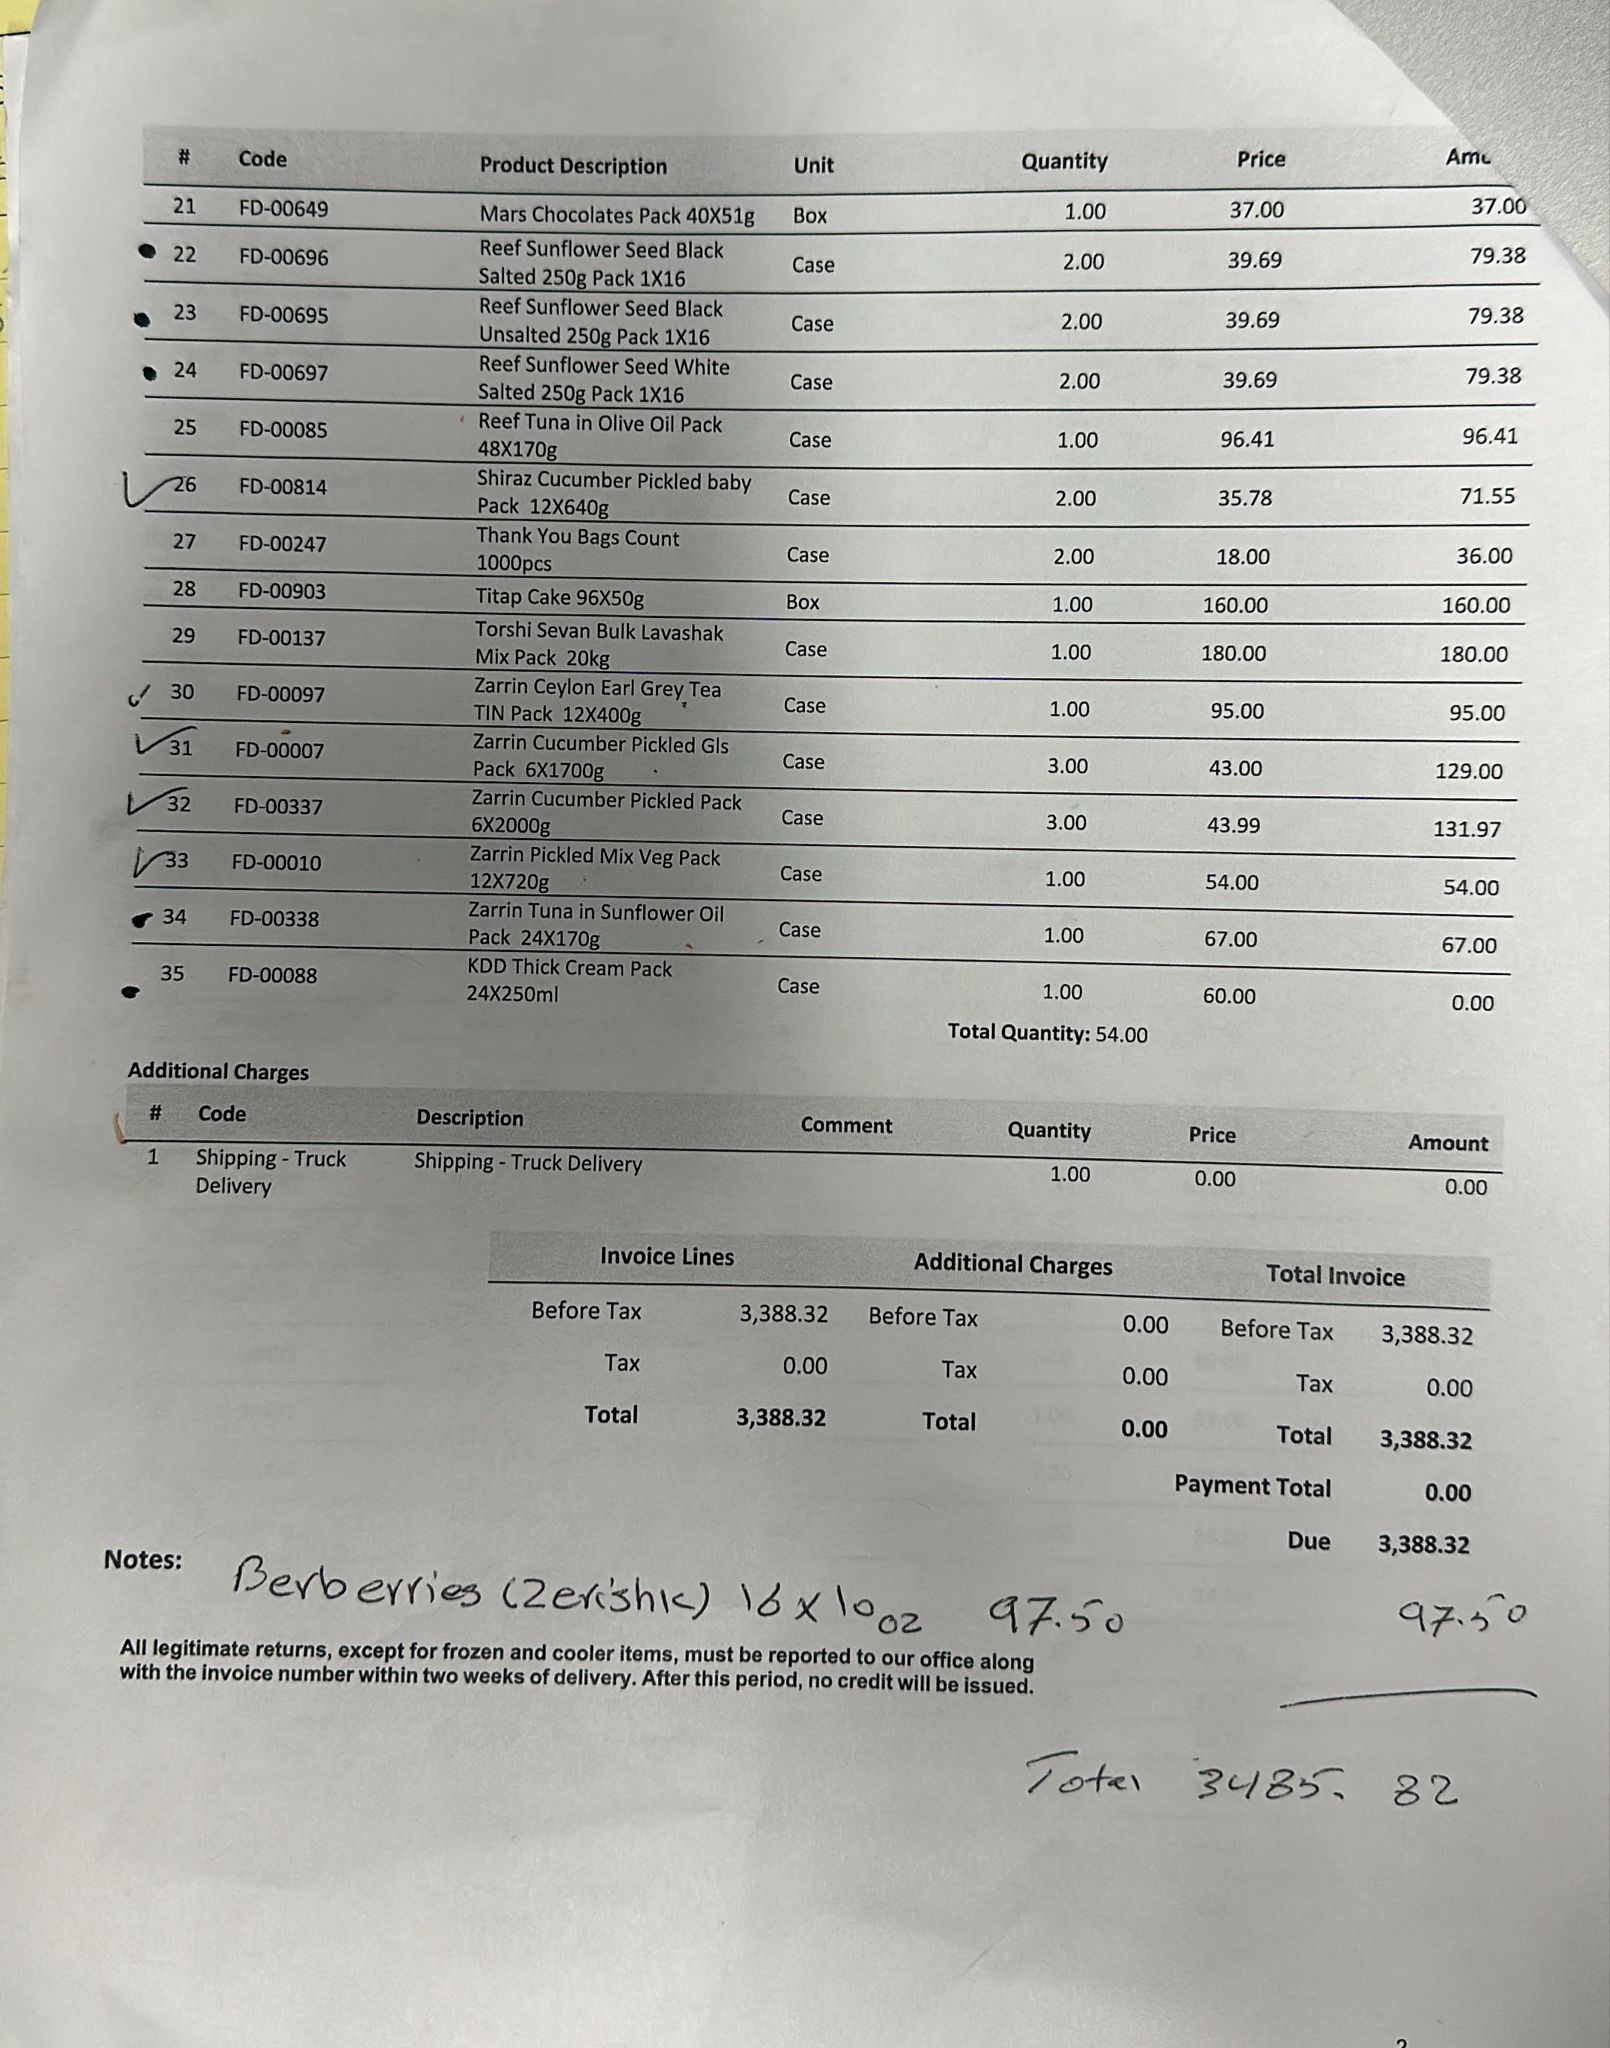 # Code Product Description Unit Quantity Price Am
21 FD-00649 Mars Chocolates Pack 40X51g Box 1.00 37.00 37.00
22 FD-00696 Reef Sunflower Seed Black Salted 250g Pack 1X16 Case 2.00 39.69 79.38
23 FD-00695 Reef Sunflower Seed Black Unsalted 250g Pack 1X16 Case 2.00 39.69 79.38
24 FD-00697 Reef Sunflower Seed White Salted 250g Pack 1X16 Case 2.00 39.69 79.38
25 FD-00085 Reef Tuna in Olive Oil Pack 48X170g Case 1.00 96.41 96.41
26 FD-00814 Shiraz Cucumber Pickled baby Pack 12X640g Case 2.00 35.78 71.55
27 FD-00247 Thank You Bags Count 1000pcs Case 2.00 18.00 36.00
28 FD-00903 Titap Cake 96X50g Box 1.00 160.00 160.00
29 FD-00137 Torshi Sevan Bulk Lavashak Mix Pack 20kg Case 1.00 180.00 180.00
30 FD-00097 Zarrin Ceylon Earl Grey Tea TIN Pack 12X400g Case 1.00 95.00 95.00
31 FD-00007 Zarrin Cucumber Pickled Gls Pack 6X1700g Case 3.00 43.00 129.00
32 FD-00337 Zarrin Cucumber Pickled Pack 6X2000g Case 3.00 43.99 131.97
33 FD-00010 Zarrin Pickled Mix Veg Pack 12X720g Case 1.00 54.00 54.00
34 FD-00338 Zarrin Tuna in Sunflower Oil Pack 24X170g Case 1.00 67.00 67.00
35 FD-00088 KDD Thick Cream Pack 24X250ml Case 1.00 60.00 0.00
Total Quantity: 54.00
Additional Charges
# Code Description Comment Quantity Price Amount
1 Shipping - Truck Delivery Shipping - Truck Delivery 1.00 0.00 0.00
Invoice Lines Additional Charges Total Invoice
Before Tax 3,388.32 Before Tax 0.00 Before Tax 3,388.32
Tax 0.00 Tax 0.00 Tax 0.00
Total 3,388.32 Total 0.00 Total 3,388.32
Payment Total 0.00
Due 3,388.32
Notes: Berberries (Zerishk) 16 x 10 oz 97.50 97.50
All legitimate returns, except for frozen and cooler items, must be reported to our office along
with the invoice number within two weeks of delivery. After this period, no credit will be issued.
Total 3485.82